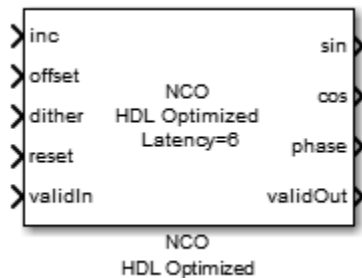 inc
offset
dither
reset
validIn
NCO
HDL Optimized
Latency=6
sin
cos
phase
validOut
NCO
HDL Optimized